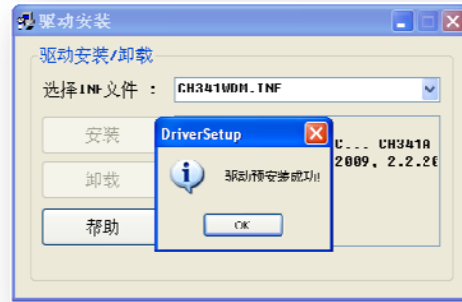 驱动安装
驱动安装/卸载
选择INF文件 : CH341WDM.INF
安装
C... CH341A
2009, 2.2.20
卸载
帮助
DriverSetup
驱动预安装成功!
OK